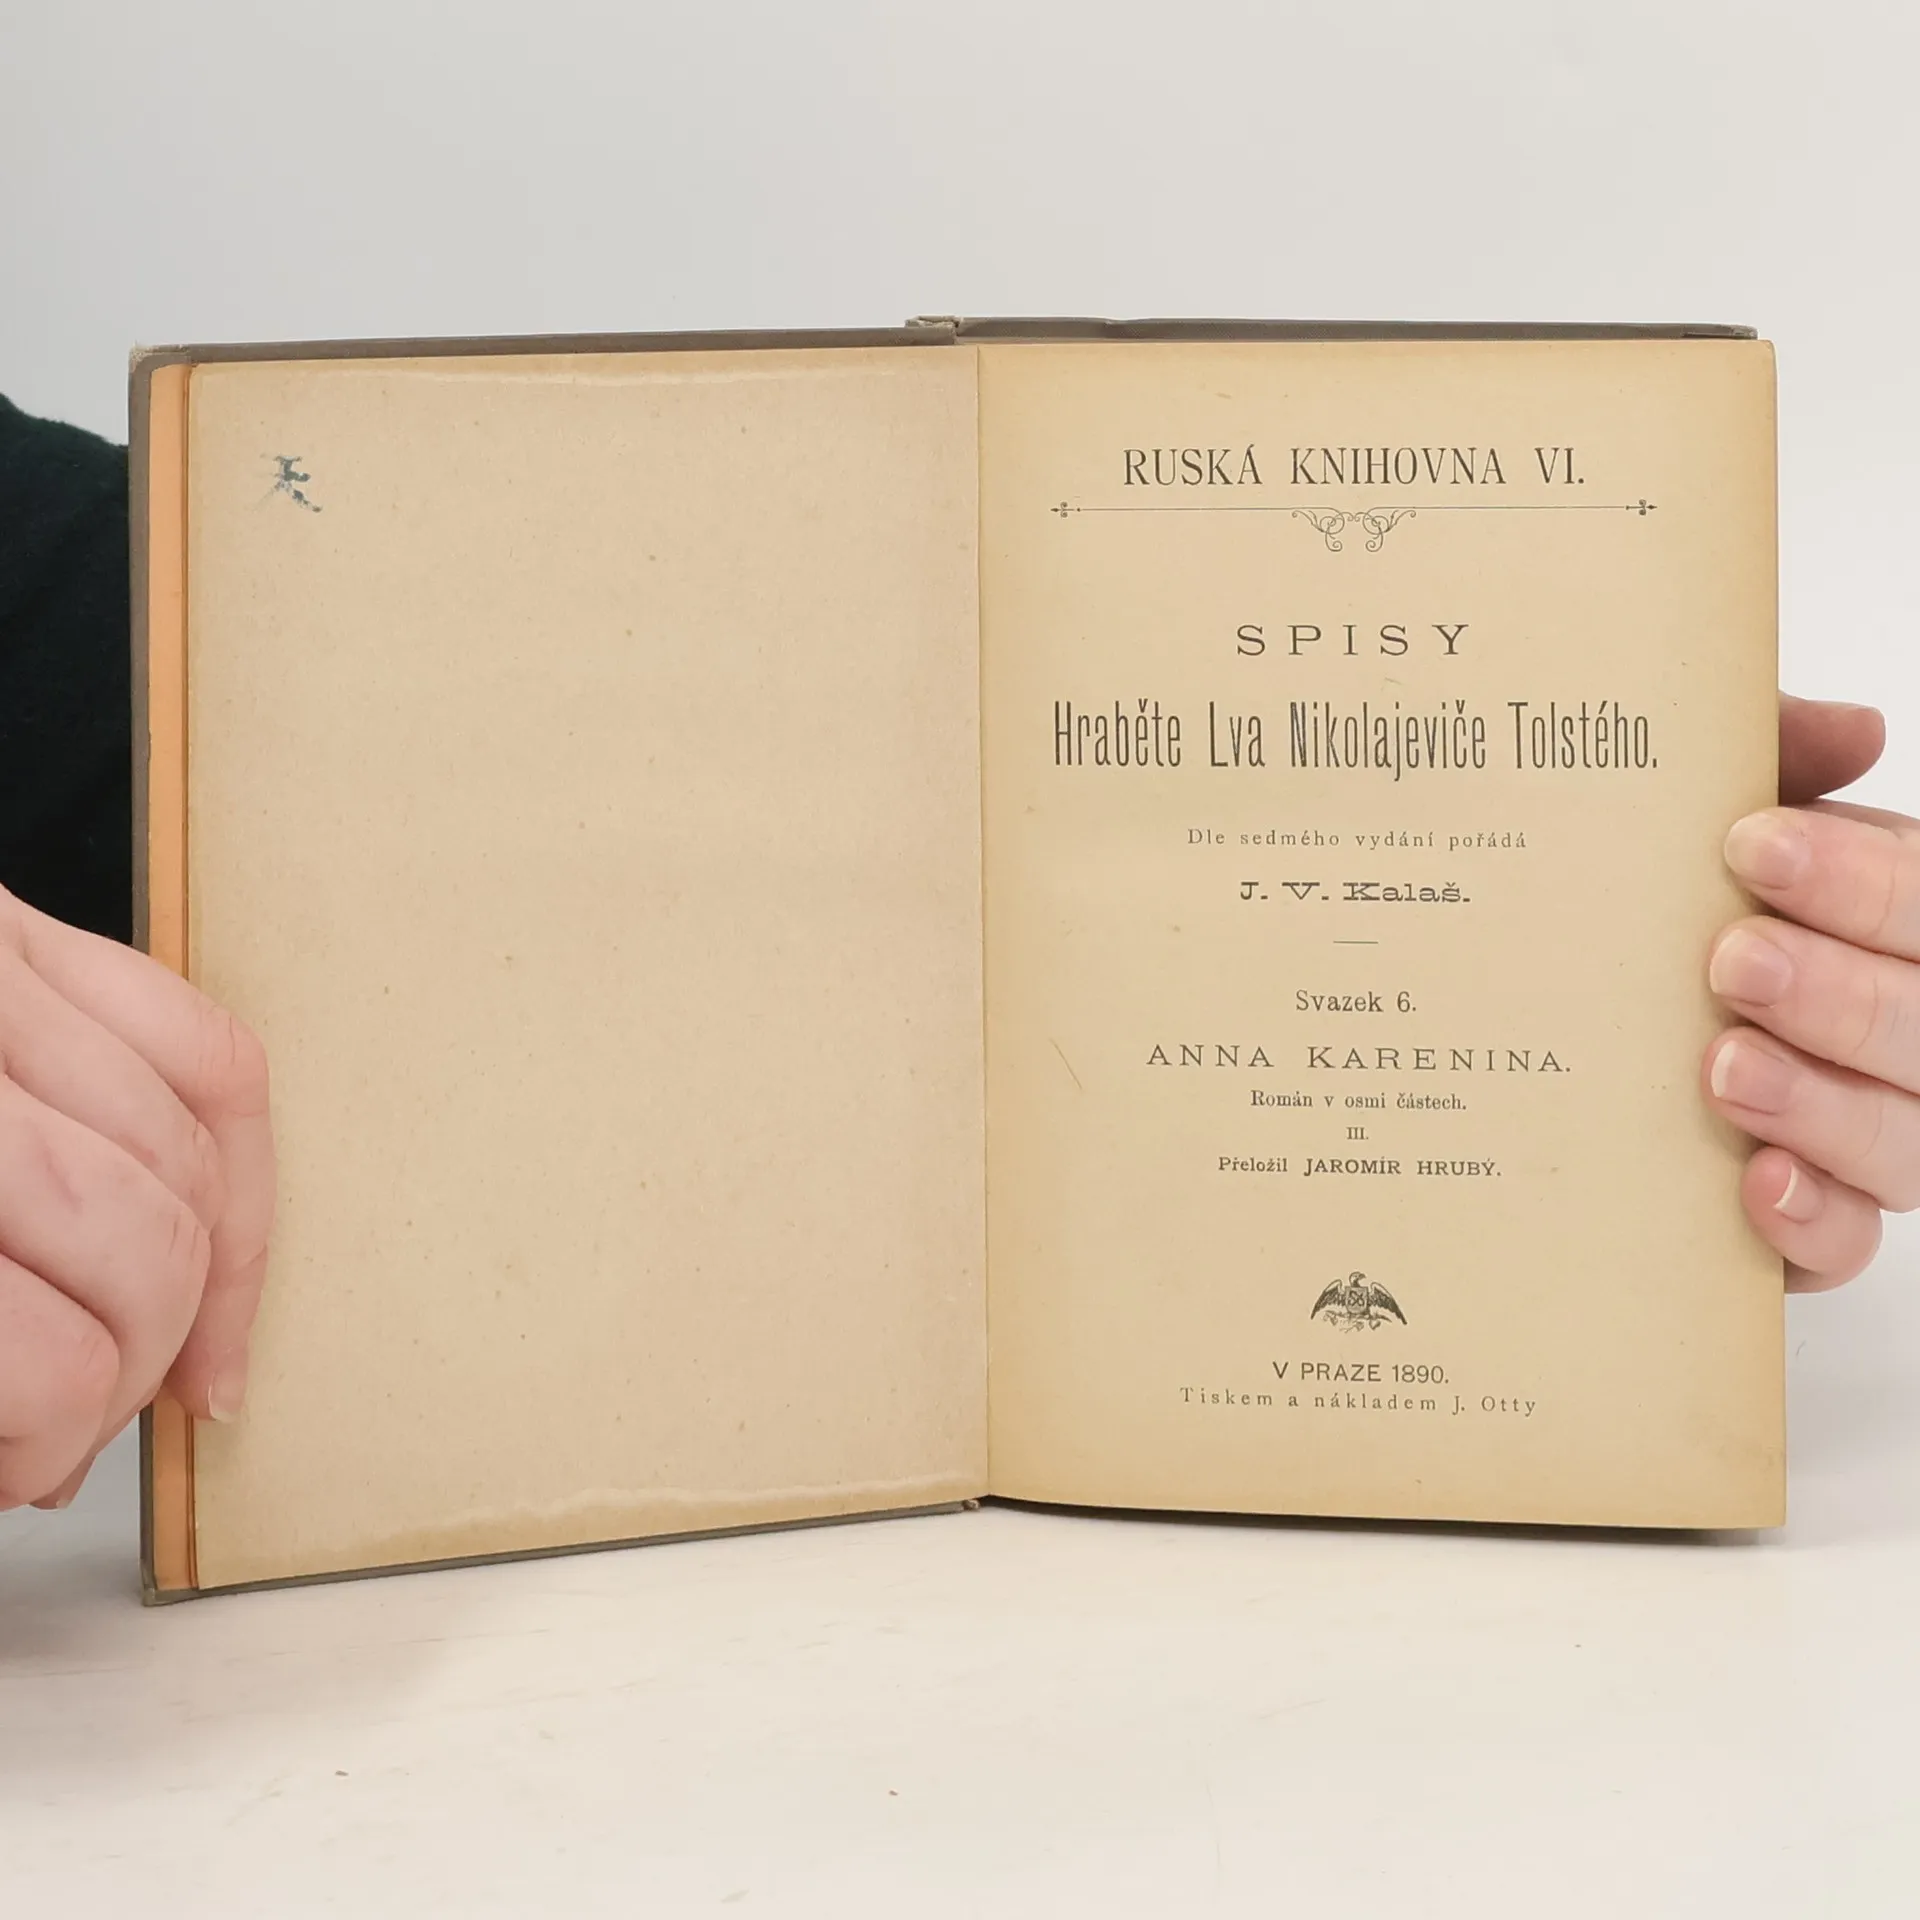 RUSKÁ KNIHOVNA VI.
SPISY
Hraběte Lva Nikolajeviče Tolstého.
Dle sedmého vydání pořádá
J. V. Kalaš.
Svazek 6.
ANNA KARENINA.
Román v osmi částech.
III.
Přeložil JAROMÍR HRUBÝ.
V PRAZE 1890.
Tiskem a nákladem J. Otty